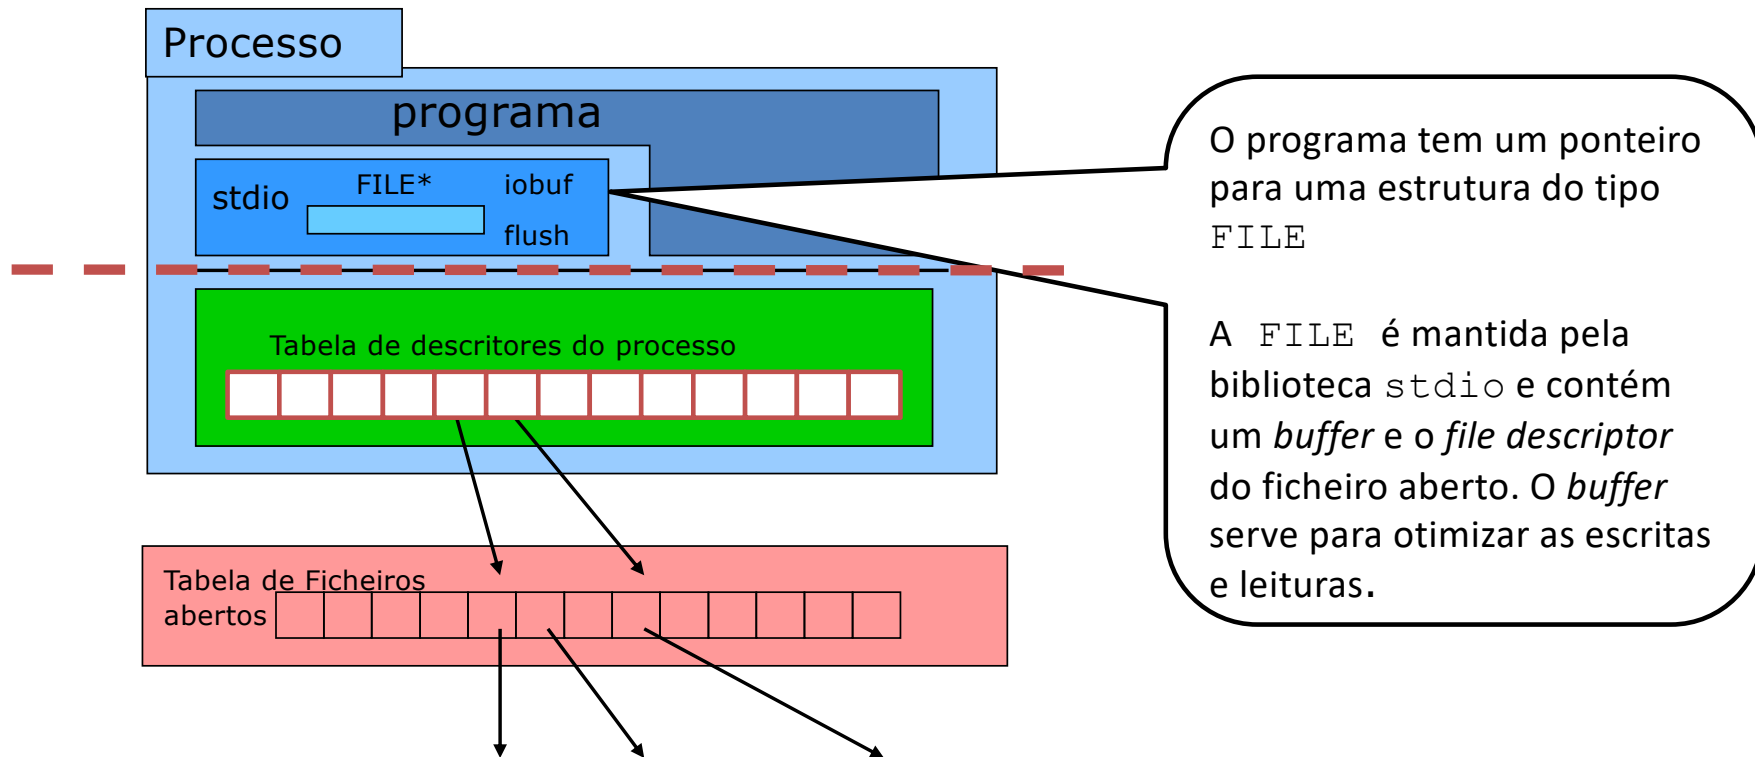 Processo
programa
stdio
FILE*
iobuf
flush
Tabela de descritores do processo
Tabela de Ficheiros
abertos
O programa tem um ponteiro
para uma estrutura do tipo
FILE
A FILE é mantida pela
biblioteca stdio e contém
um buffer e o file descriptor
do ficheiro aberto. O buffer
serve para otimizar as escritas
e leituras.